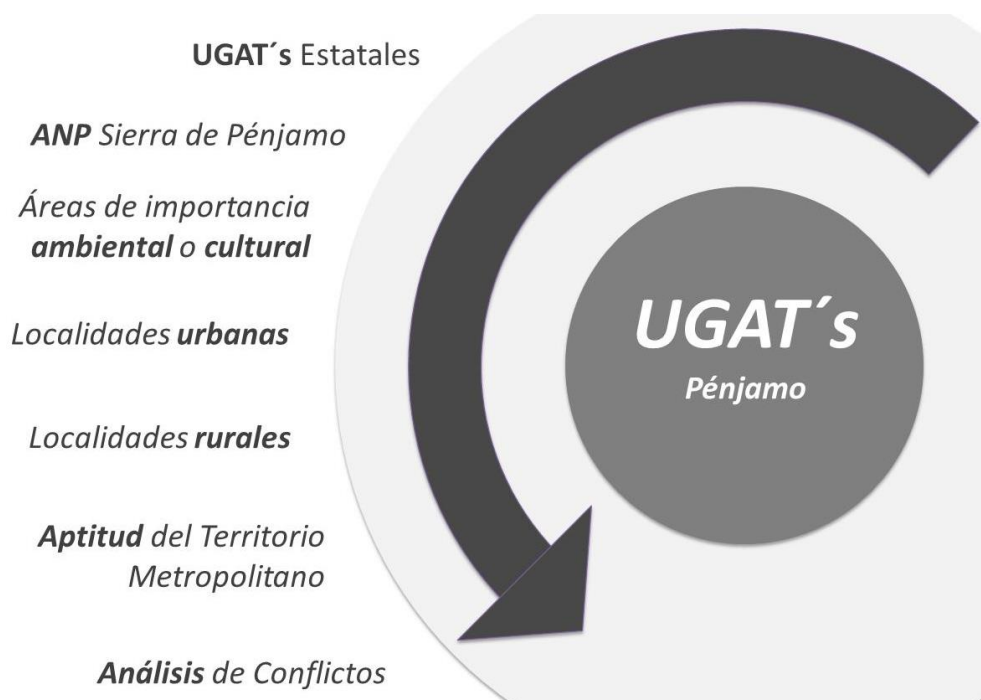 UGAT´s Estatales
ANP Sierra de Pénjamo
Áreas de importancia
ambiental o cultural
Localidades urbanas
Localidades rurales
Aptitud del Territorio
Metropolitano
Análisis de Conflictos
UGAT´s
Pénjamo